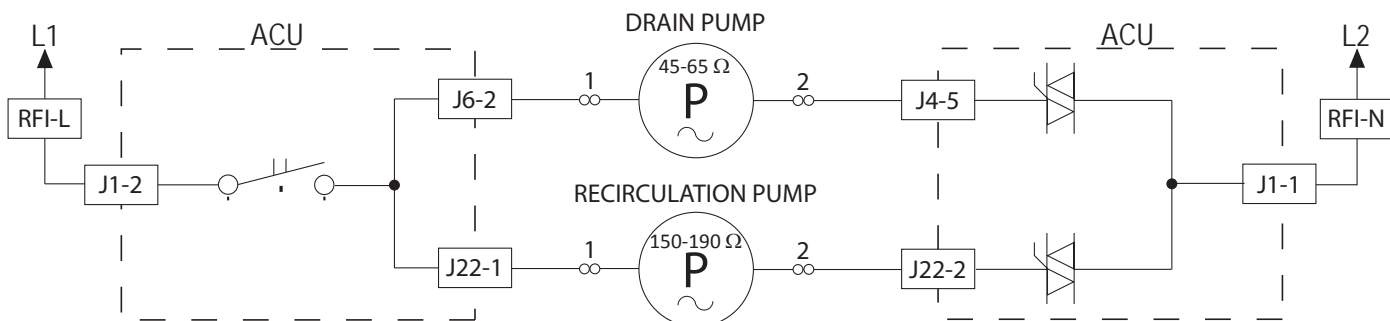 DRAIN PUMP
L1
ACU
ACU
L2
45-65 Ω
1
P
2
J6-2
J4-5
RFI-L
RFI-N
J1-2
J1-1
RECIRCULATION PUMP
150-190 Ω
1
P
2
J22-1
J22-2